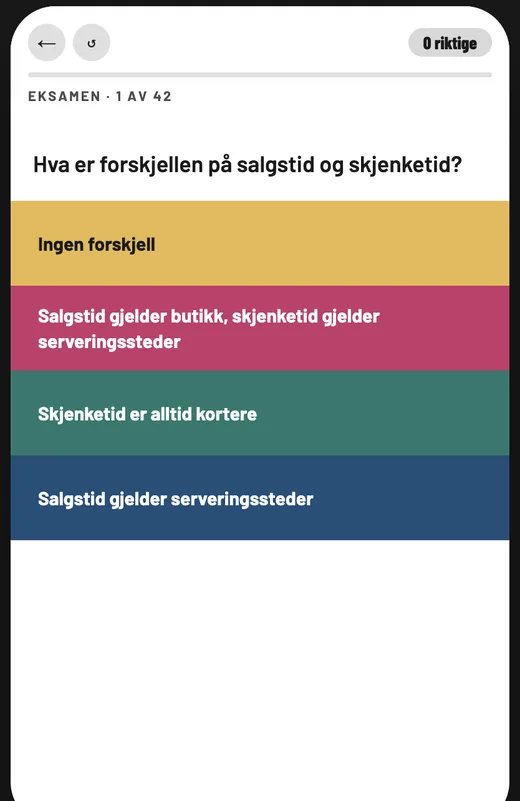 ← ↺ 0 riktige
EKSAMEN · 1 AV 42
Hva er forskjellen på salgstid og skjenketid?
Ingen forskjell
Salgstid gjelder butikk, skjenketid gjelder
serveringssteder
Skjenketid er alltid kortere
Salgstid gjelder serveringssteder